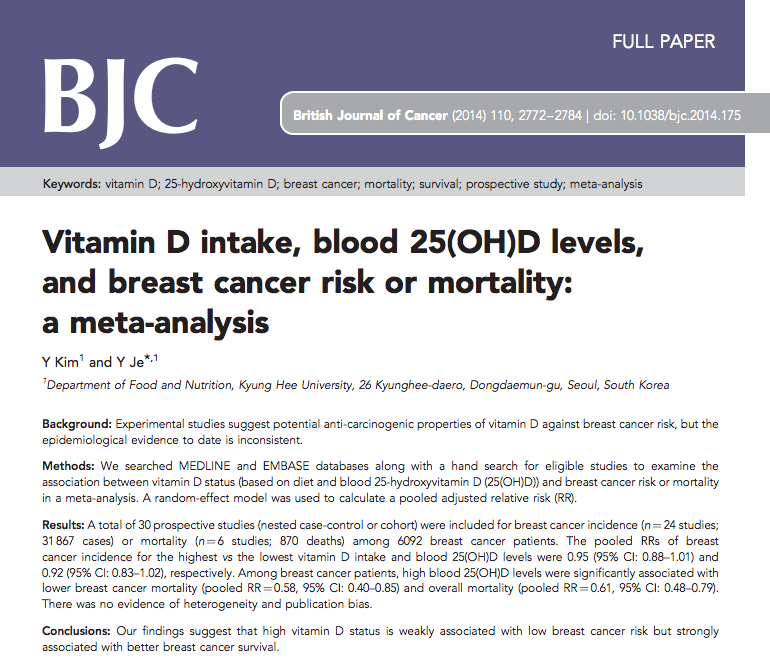 FULL PAPER
BJC
British Journal of Cancer (2014) 110, 2772–2784 | doi: 10.1038/bjc.2014.175
Keywords: vitamin D; 25-hydroxyvitamin D; breast cancer; mortality; survival; prospective study; meta-analysis
Vitamin D intake, blood 25(OH)D levels,
and breast cancer risk or mortality:
a meta-analysis
Y Kim1 and Y Je*,1
1Department of Food and Nutrition, Kyung Hee University, 26 Kyunghee-daero, Dongdaemun-gu, Seoul, South Korea
Background: Experimental studies suggest potential anti-carcinogenic properties of vitamin D against breast cancer risk, but the
epidemiological evidence to date is inconsistent.
Methods: We searched MEDLINE and EMBASE databases along with a hand search for eligible studies to examine the
association between vitamin D status (based on diet and blood 25-hydroxyvitamin D (25(OH)D)) and breast cancer risk or mortality
in a meta-analysis. A random-effect model was used to calculate a pooled adjusted relative risk (RR).
Results: A total of 30 prospective studies (nested case-control or cohort) were included for breast cancer incidence (n=24 studies;
31 867 cases) or mortality (n=6 studies; 870 deaths) among 6092 breast cancer patients. The pooled RRs of breast
cancer incidence for the highest vs the lowest vitamin D intake and blood 25(OH)D levels were 0.95 (95% CI: 0.88–1.01) and
0.92 (95% CI: 0.83–1.02), respectively. Among breast cancer patients, high blood 25(OH)D levels were significantly associated with
lower breast cancer mortality (pooled RR=0.58, 95% CI: 0.40–0.85) and overall mortality (pooled RR=0.61, 95% CI: 0.48–0.79).
There was no evidence of heterogeneity and publication bias.
Conclusions: Our findings suggest that high vitamin D status is weakly associated with low breast cancer risk but strongly
associated with better breast cancer survival.